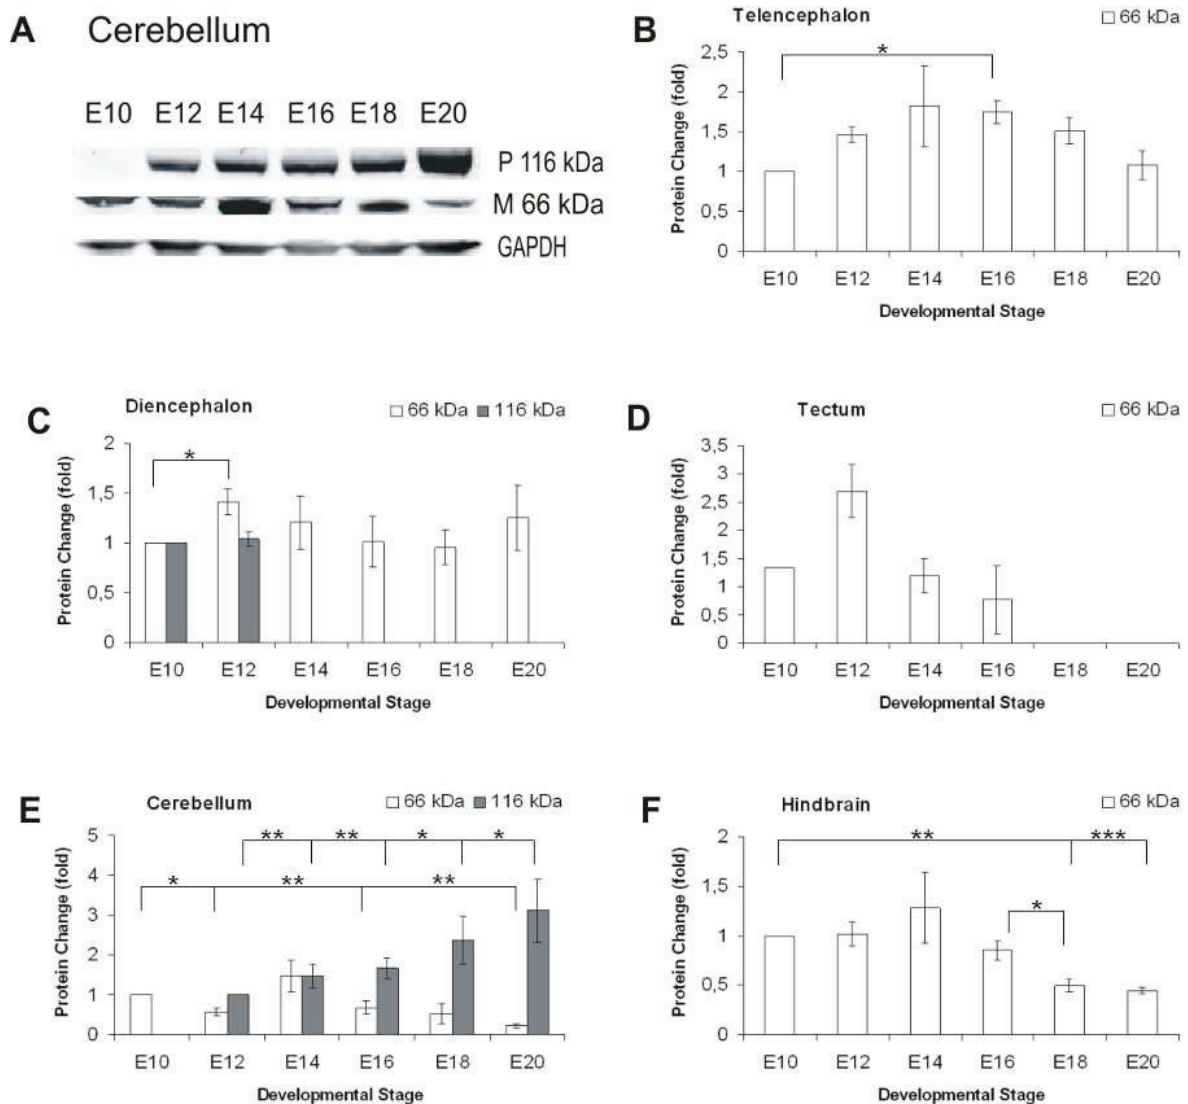 A Cerebellum
E10 E12 E14 E16 E18 E20
P 116 kDa
M 66 kDa
GAPDH
B
Telencephalon
66 kDa
Protein Change (fold)
2,5
2
1,5
1
0,5
0
*
E10 E12 E14 E16 E18 E20
Developmental Stage
C
Diencephalon
66 kDa 116 kDa
Protein Change (fold)
2
1,5
1
0,5
0
*
E10 E12 E14 E16 E18 E20
Developmental Stage
D
Tectum
66 kDa
Protein Change (fold)
3,5
3
2,5
1,5
1
0,5
0
E10 E12 E14 E16 E18 E20
Developmental Stage
E
Cerebellum
66 kDa 116 kDa
Protein Change (fold)
5
4
3
2
1
0
** ** * *
* ** **
E10 E12 E14 E16 E18 E20
Developmental Stage
F
Hindbrain
66 kDa
Protein Change (fold)
2
1,5
1
0,5
0
** ***
*
E10 E12 E14 E16 E18 E20
Developmental Stage